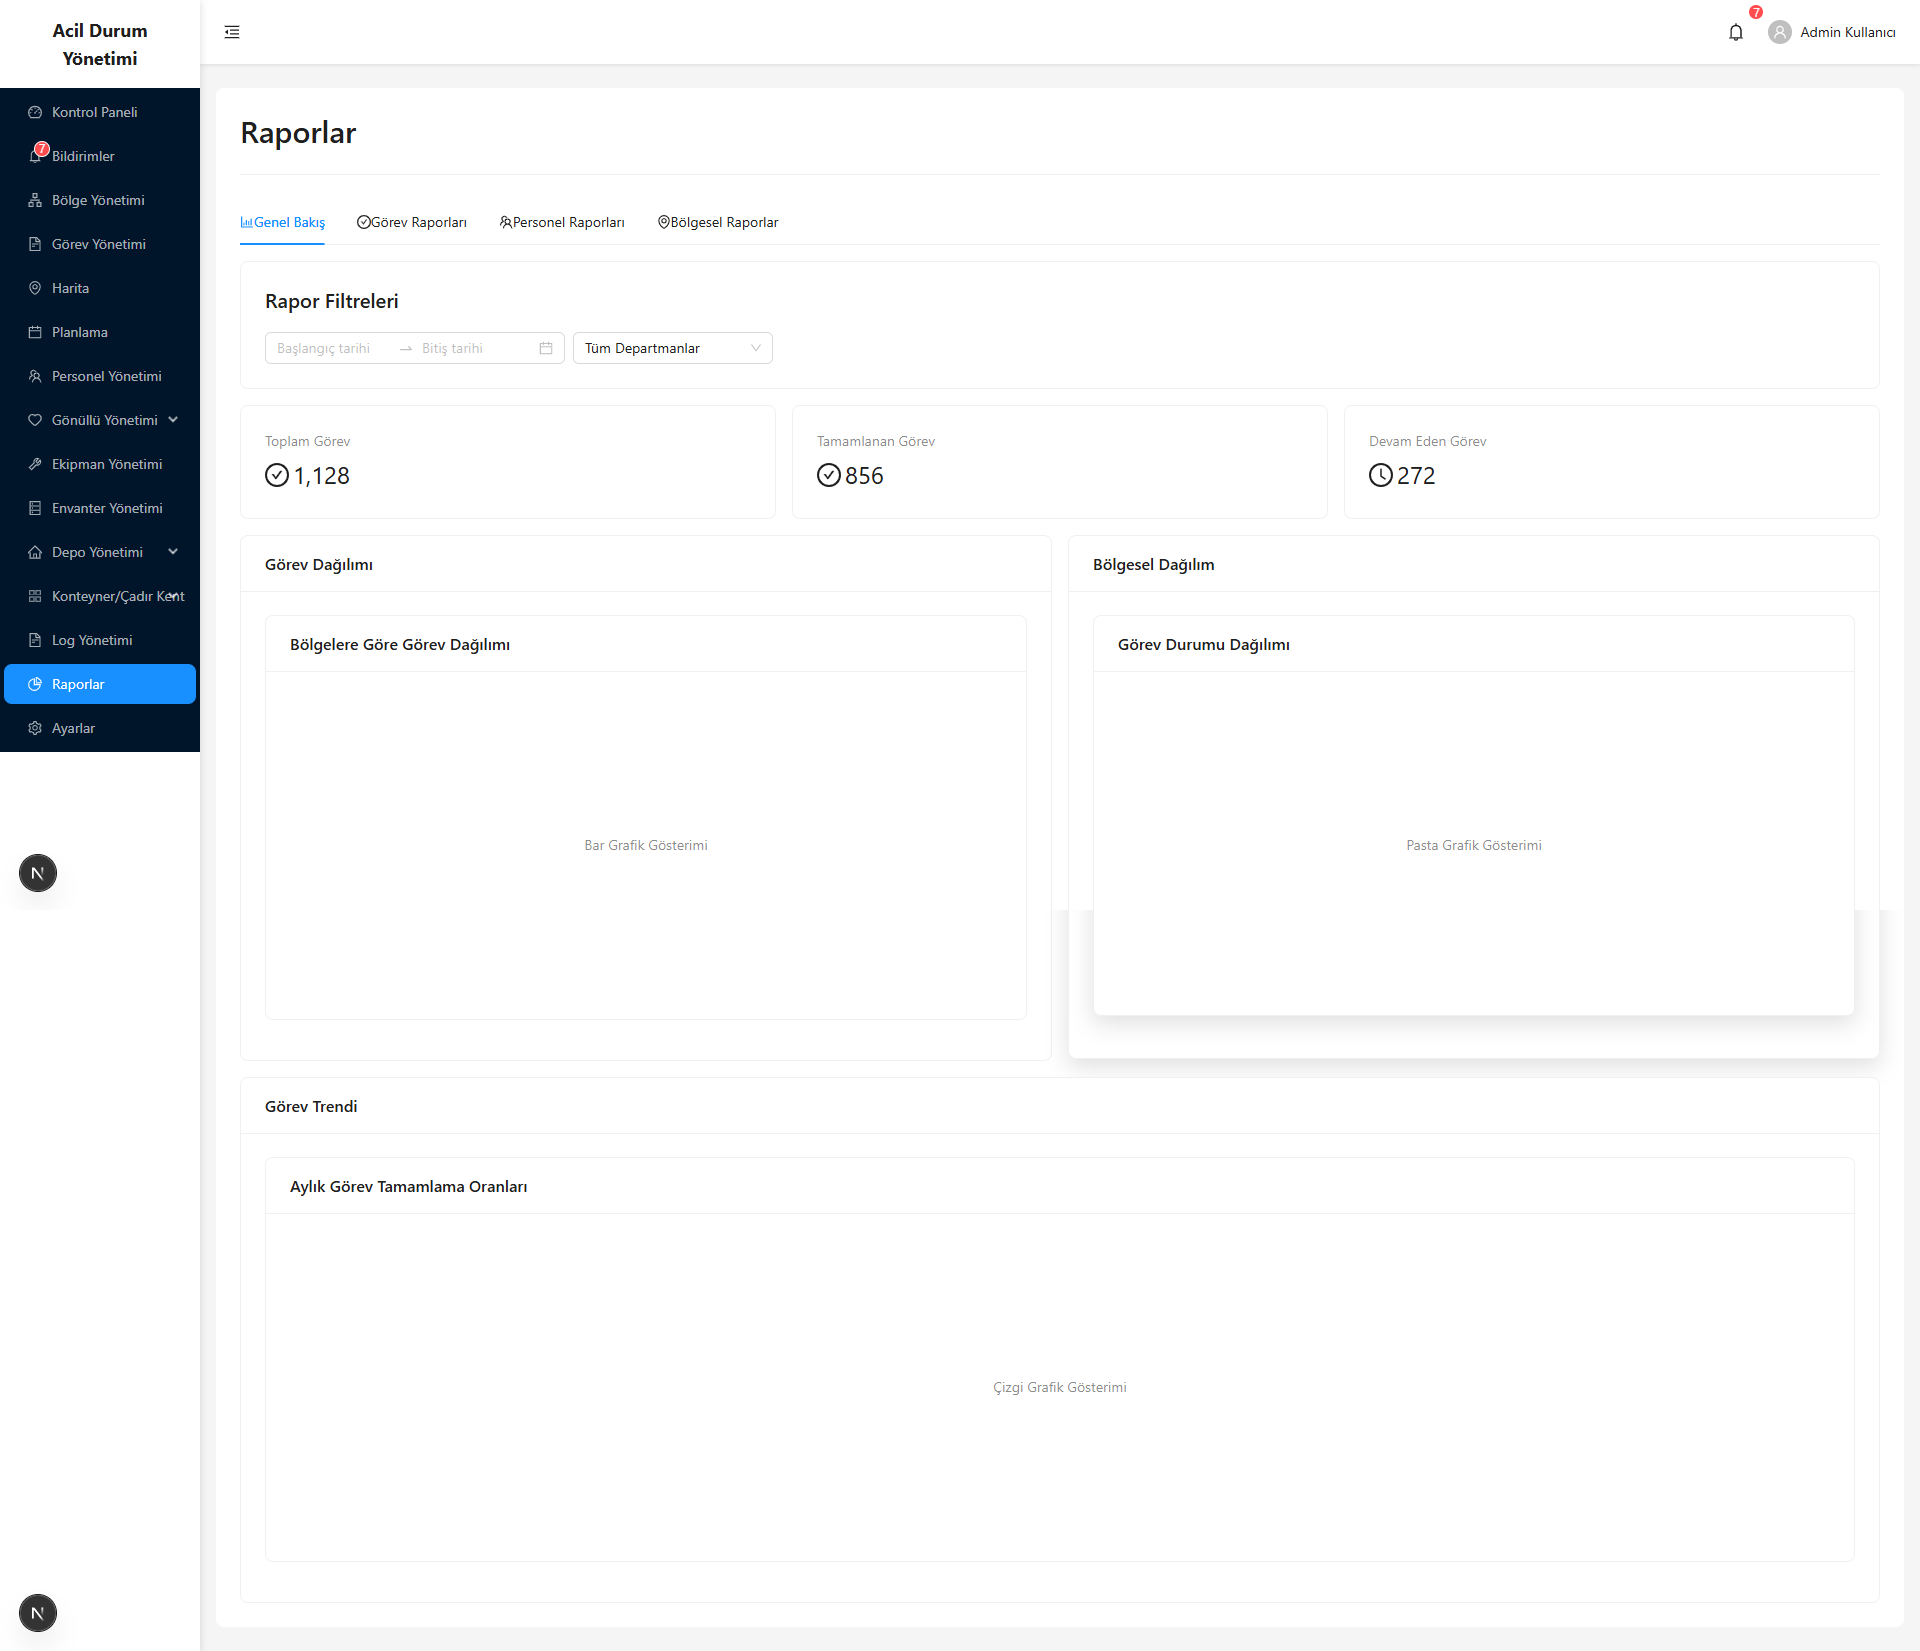 Acil Durum
Yönetimi
7
Admin Kullanıcı
Kontrol Paneli
7
Bildirimler
Bölge Yönetimi
Görev Yönetimi
Harita
Planlama
Personel Yönetimi
Gönüllü Yönetimi
Ekipman Yönetimi
Envanter Yönetimi
Depo Yönetimi
Konteyner/Çadır Kent
Log Yönetimi
Raporlar
Ayarlar
N
N
Raporlar
Genel Bakış Görev Raporları Personel Raporları Bölgesel Raporlar
Rapor Filtreleri
Başlangıç tarihi Bitiş tarihi Tüm Departmanlar
Toplam Görev
1,128
Tamamlanan Görev
856
Devam Eden Görev
272
Görev Dağılımı
Bölgelere Göre Görev Dağılımı
Bar Grafik Gösterimi
Bölgesel Dağılım
Görev Durumu Dağılımı
Pasta Grafik Gösterimi
Görev Trendi
Aylık Görev Tamamlama Oranları
Çizgi Grafik Gösterimi